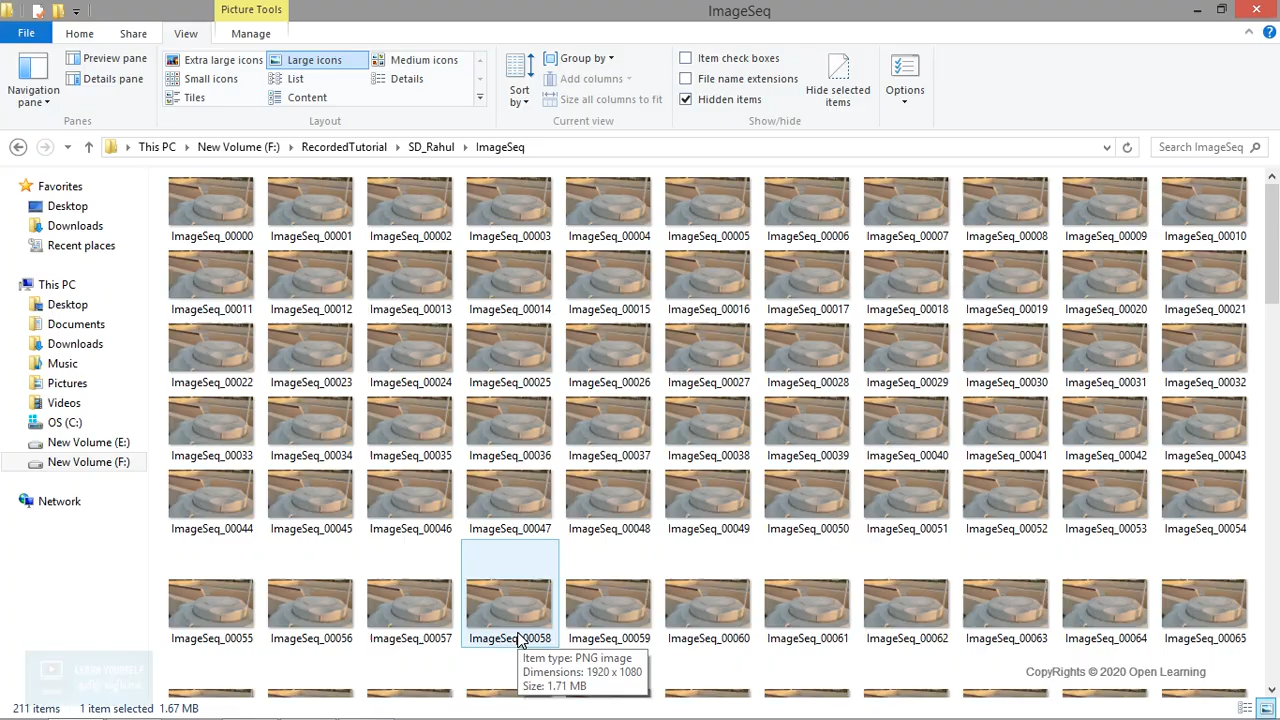 Picture Tools
ImageSeq
File
Home
Share
View
Manage
Navigation pane
Preview pane
Details pane
Panes
Extra large icons
Large icons
Medium icons
Small icons
List
Details
Tiles
Content
Layout
Sort by
Group by
Add columns
Size all columns to fit
Current view
Item check boxes
File name extensions
Hidden items
Hide selected items
Show/hide
Options
This PC
New Volume (F:)
RecordedTutorial
SD_Rahul
ImageSeq
Search ImageSeq
Favorites
Desktop
Downloads
Recent places
This PC
Desktop
Documents
Downloads
Music
Pictures
Videos
OS (C:)
New Volume (E:)
New Volume (F:)
Network
ImageSeq_00000 ImageSeq_00001 ImageSeq_00002 ImageSeq_00003 ImageSeq_00004 ImageSeq_00005 ImageSeq_00006 ImageSeq_00007 ImageSeq_00008 ImageSeq_00009 ImageSeq_00010
ImageSeq_00011 ImageSeq_00012 ImageSeq_00013 ImageSeq_00014 ImageSeq_00015 ImageSeq_00016 ImageSeq_00017 ImageSeq_00018 ImageSeq_00019 ImageSeq_00020 ImageSeq_00021
ImageSeq_00022 ImageSeq_00023 ImageSeq_00024 ImageSeq_00025 ImageSeq_00026 ImageSeq_00027 ImageSeq_00028 ImageSeq_00029 ImageSeq_00030 ImageSeq_00031 ImageSeq_00032
ImageSeq_00033 ImageSeq_00034 ImageSeq_00035 ImageSeq_00036 ImageSeq_00037 ImageSeq_00038 ImageSeq_00039 ImageSeq_00040 ImageSeq_00041 ImageSeq_00042 ImageSeq_00043
ImageSeq_00044 ImageSeq_00045 ImageSeq_00046 ImageSeq_00047 ImageSeq_00048 ImageSeq_00049 ImageSeq_00050 ImageSeq_00051 ImageSeq_00052 ImageSeq_00053 ImageSeq_00054
ImageSeq_00055 ImageSeq_00056 ImageSeq_00057 ImageSeq_00058 ImageSeq_00059 ImageSeq_00060 ImageSeq_00061 ImageSeq_00062 ImageSeq_00063 ImageSeq_00064 ImageSeq_00065
Item type: PNG image
Dimensions: 1920 x 1080
Size: 1.71 MB
CopyRights © 2020 Open Learning
LEARN YOURSELF
211 items 1 item selected 1.67 MB